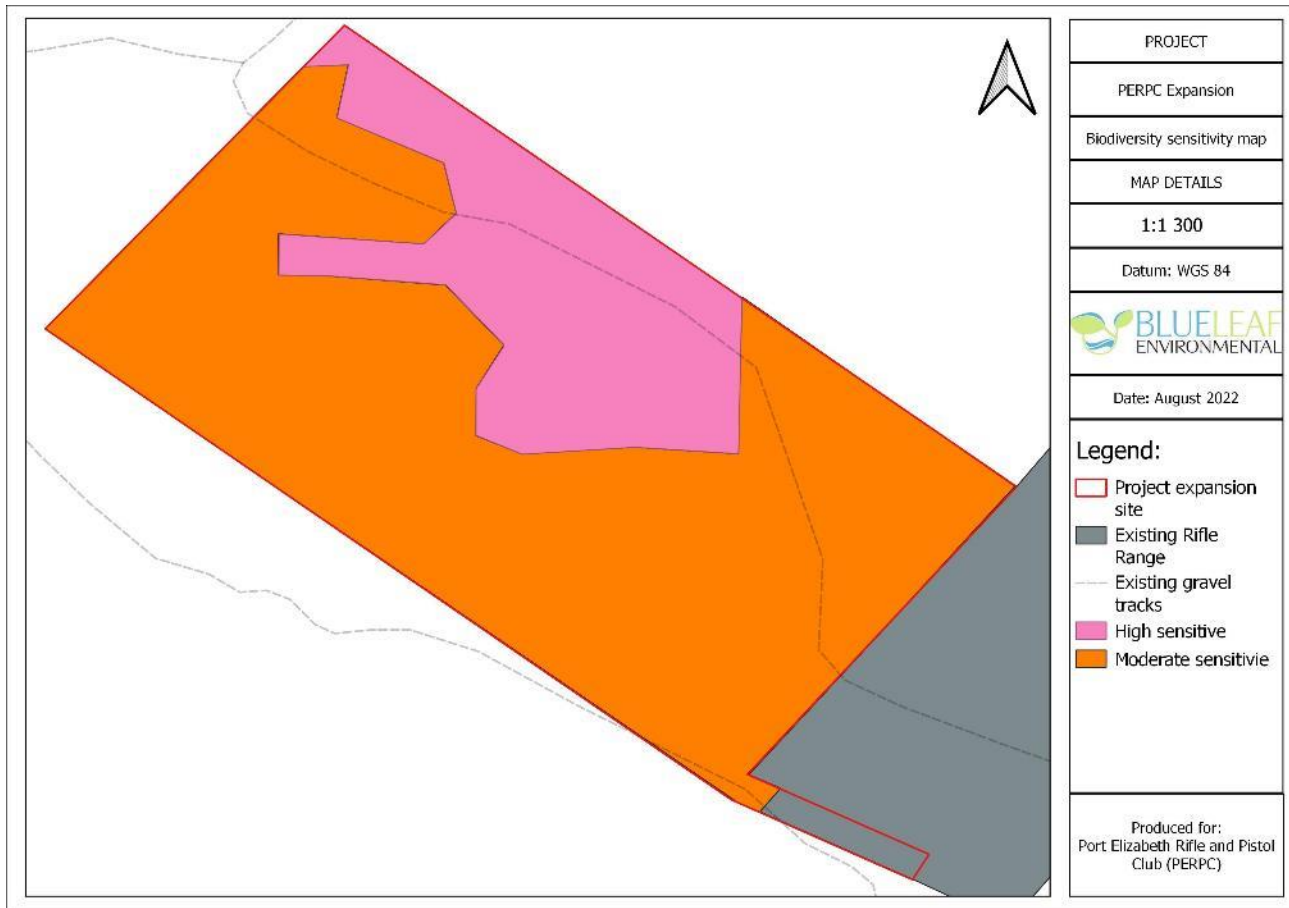 PROJECT
PERPC Expansion
Biodiversity sensitivity map
MAP DETAILS
1:1 300
Datum: WGS 84
BLUELEAF
ENVIRONMENTAL
Date: August 2022
Legend:
Project expansion
site
Existing Rifle
Range
Existing gravel
tracks
High sensitive
Moderate sensitivie
Produced for:
Port Elizabeth Rifle and Pistol
Club (PERPC)